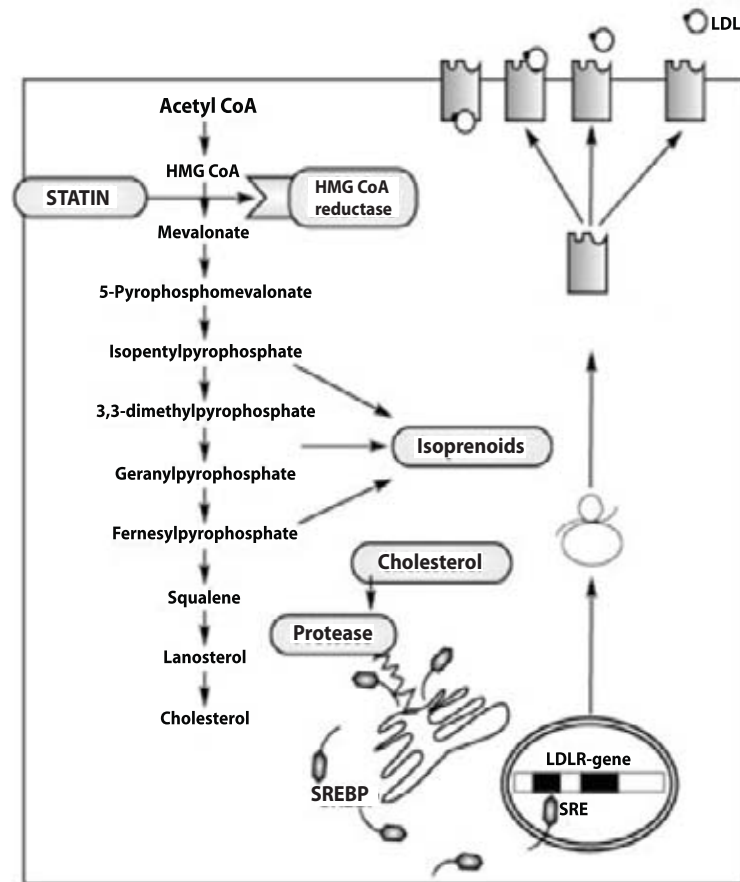 LDL
Acetyl CoA
HMG CoA
STATIN
HMG CoA
reductase
Mevalonate
5-Pyrophosphomevalonate
Isopentylpyrophosphate
3,3-dimethylpyrophosphate
Isoprenoids
Geranylpyrophosphate
Fernesylpyrophosphate
Cholesterol
Squalene
Protease
Lanosterol
Cholesterol
LDLR-gene
SREBP
SRE